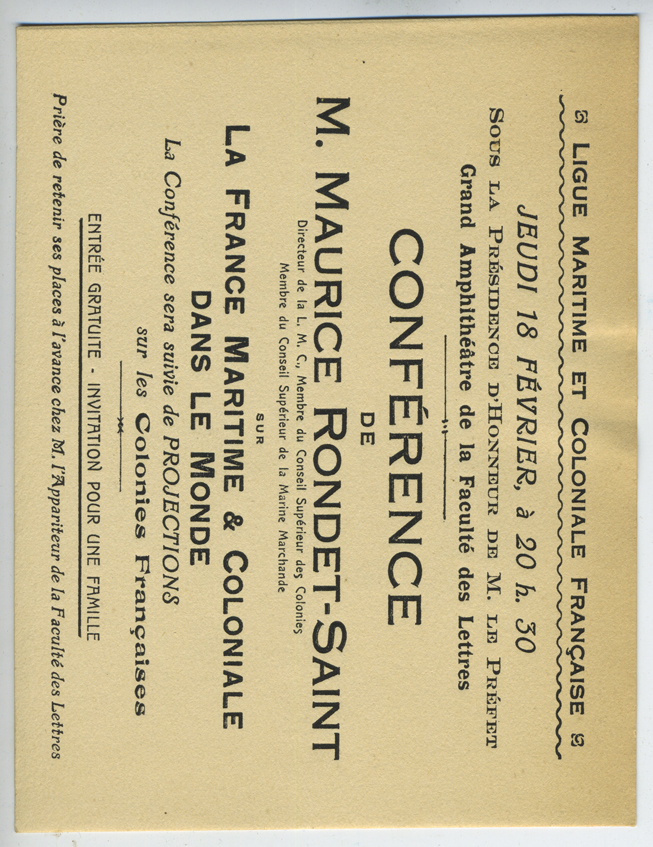 LIGUE MARITIME ET COLONIALE FRANÇAISE
JEUDI 18 FÉVRIER, à 20 h. 30
SOUS LA PRÉSIDENCE D'HONNEUR DE M. LE PRÉFET
Grand Amphithéâtre de la Faculté des Lettres
CONFÉRENCE
DE
M. MAURICE RONDET-SAINT
Directeur de la L. M. C., Membre du Conseil Supérieur des Colonies
Membre du Conseil Supérieur de la Marine Marchande
SUR
LA FRANCE MARITIME & COLONIALE
DANS LE MONDE
La Conférence sera suivie de PROJECTIONS
sur les Colonies Françaises
ENTRÉE GRATUITE - INVITATION POUR UNE FAMILLE
Prière de retenir ses places à l'avance chez M. l'Appariteur de la Faculté des Lettres